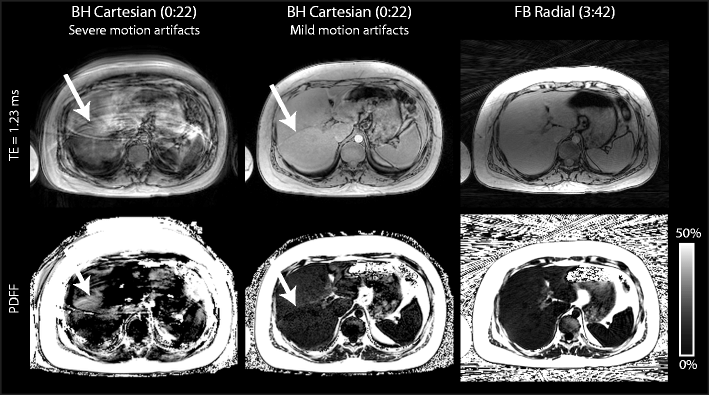 BH Cartesian (0:22)
Severe motion artifacts
BH Cartesian (0:22)
Mild motion artifacts
FB Radial (3:42)
TE = 1.23 ms
PDFF
50%
0%